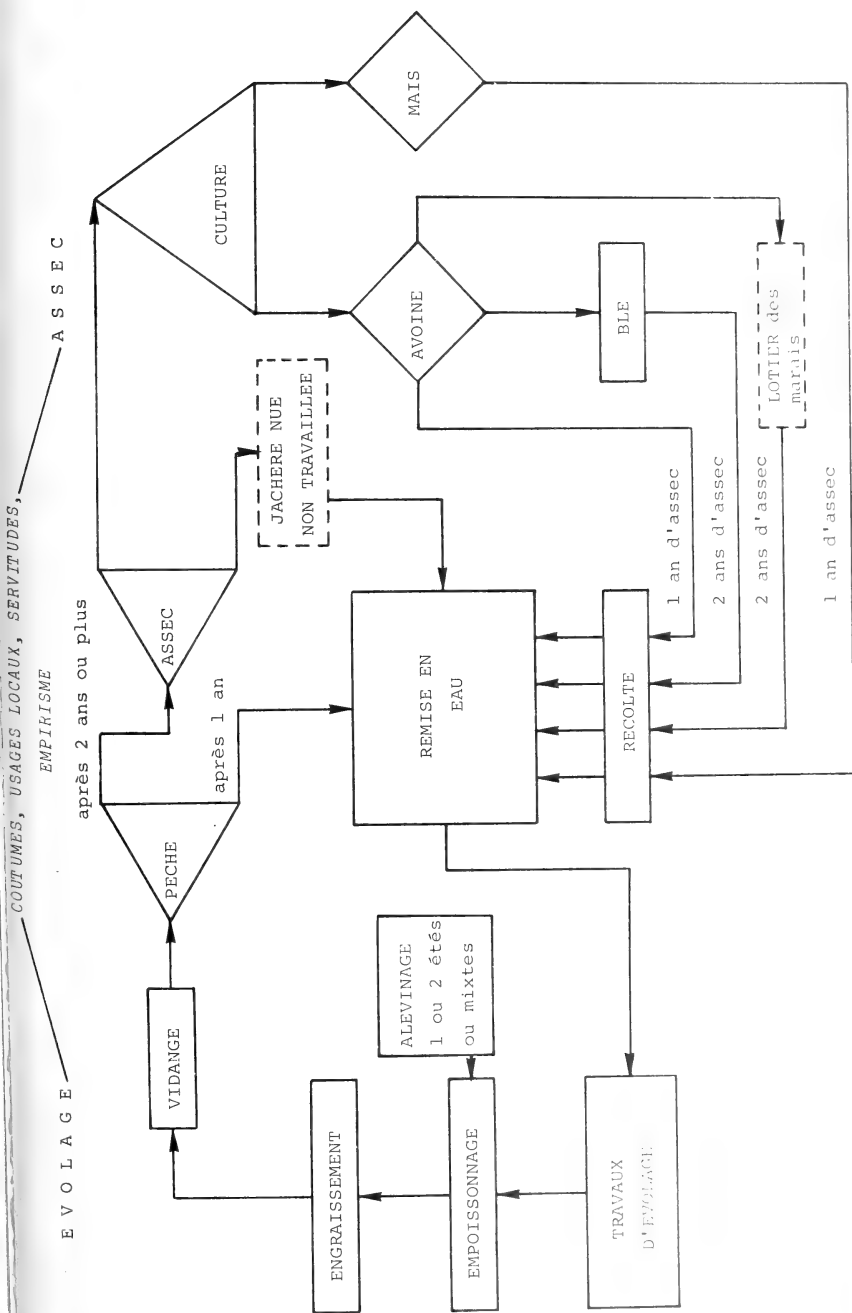 COUTUMES, USAGES LOCAUX, SERVITUDES,
EMPIRISME
E V O L A G E
A S S E C
VIDANGE
PECHE
après 2 ans ou plus
après 1 an
ASSEC
CULTURE
JACHERE NUE
NON TRAVAILLEE
MAIS
AVOINE
BLE
LOTIER des
marais
ENGRAISSEMENT
ALEVINAGE
1 ou 2 étés
ou mixtes
EMPOISSONNAGE
TRAVAUX
D'EVOLAGE
REMISE EN
EAU
RECOLTE
1 an d'assec
2 ans d'assec
2 ans d'assec
1 an d'assec